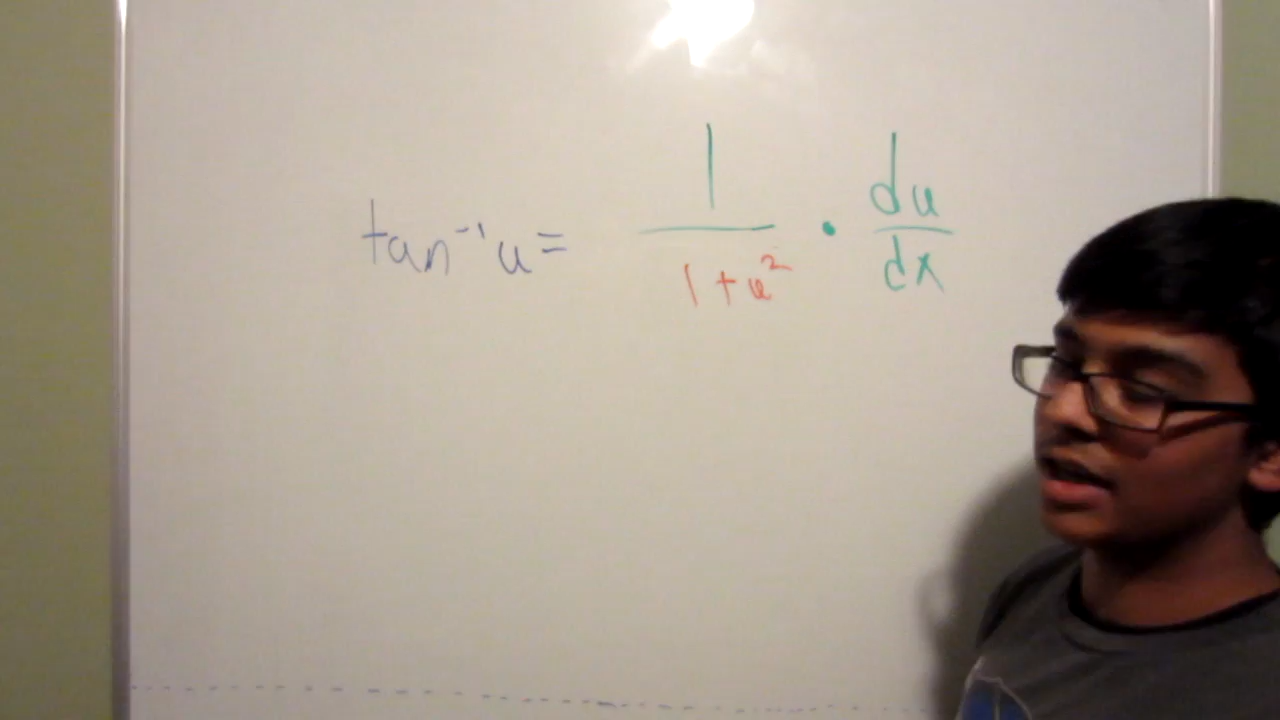 tan⁻¹u = 1/(1+u²) · du/dx